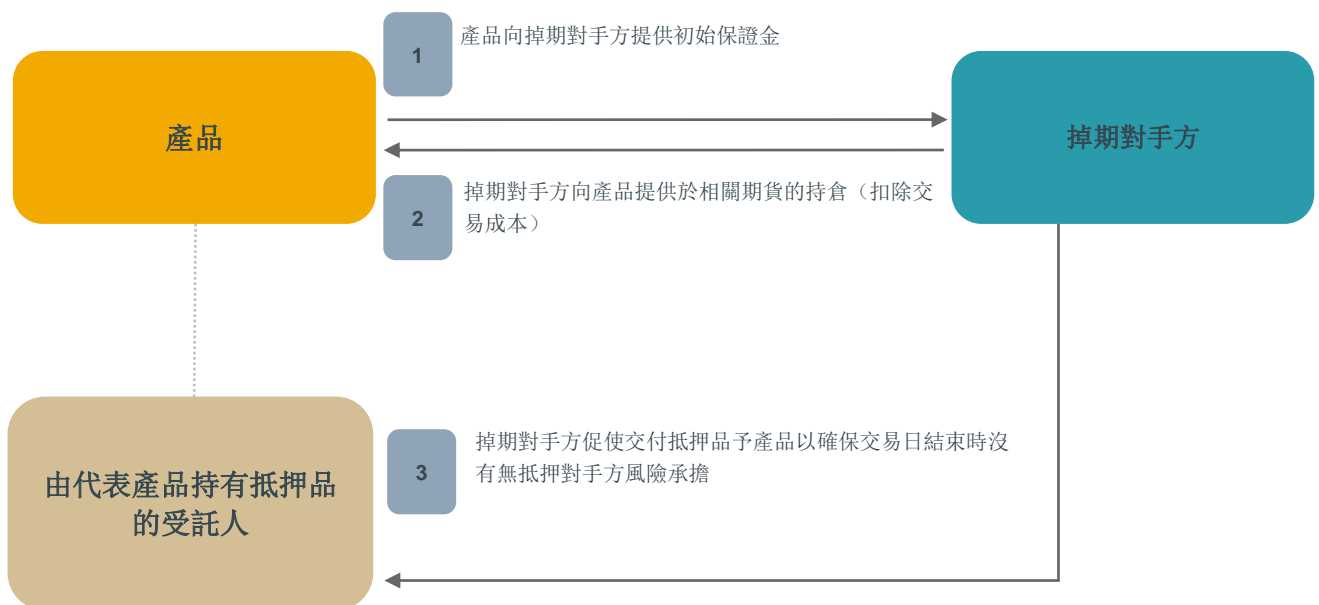 1
產品向掉期對手方提供初始保證金
產品
掉期對手方
2
掉期對手方向產品提供於相關期貨的持倉（扣除交
易成本）
3
掉期對手方促使交付抵押品予產品以確保交易日結束時沒
有無抵押對手方風險承擔
由代表產品持有抵押品
的受託人